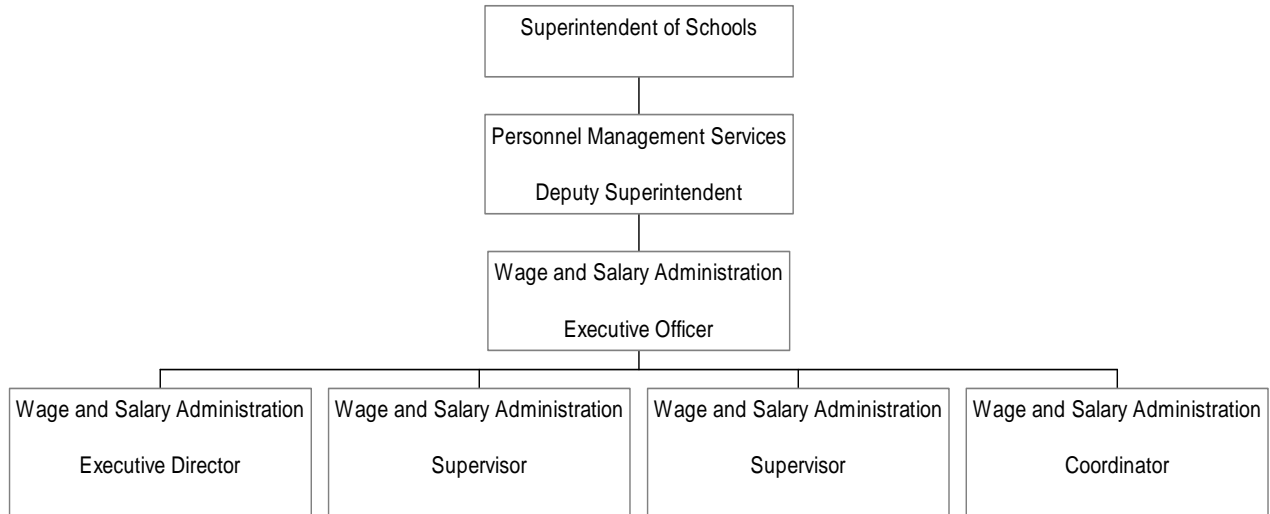 Superintendent of Schools
Personnel Management Services
Deputy Superintendent
Wage and Salary Administration
Executive Officer
Wage and Salary Administration
Executive Director
Wage and Salary Administration
Supervisor
Wage and Salary Administration
Supervisor
Wage and Salary Administration
Coordinator